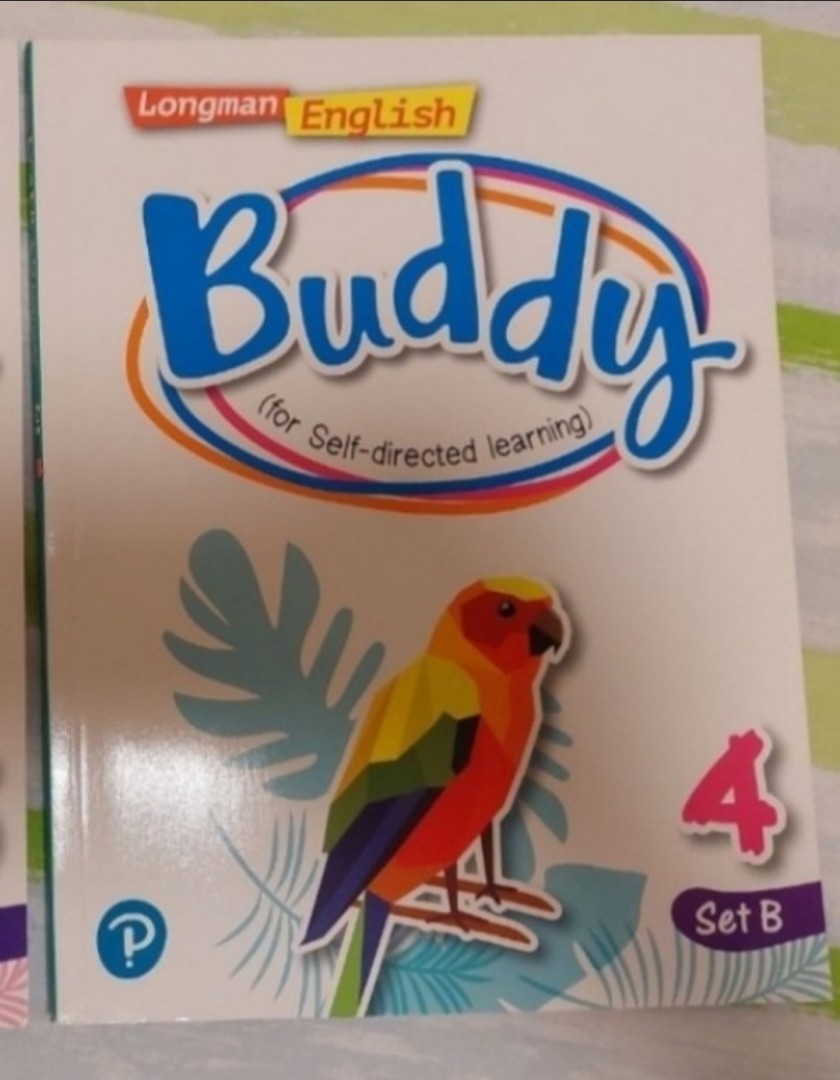 Longman English
Buddy
(for Self-directed learning)
4
Set B